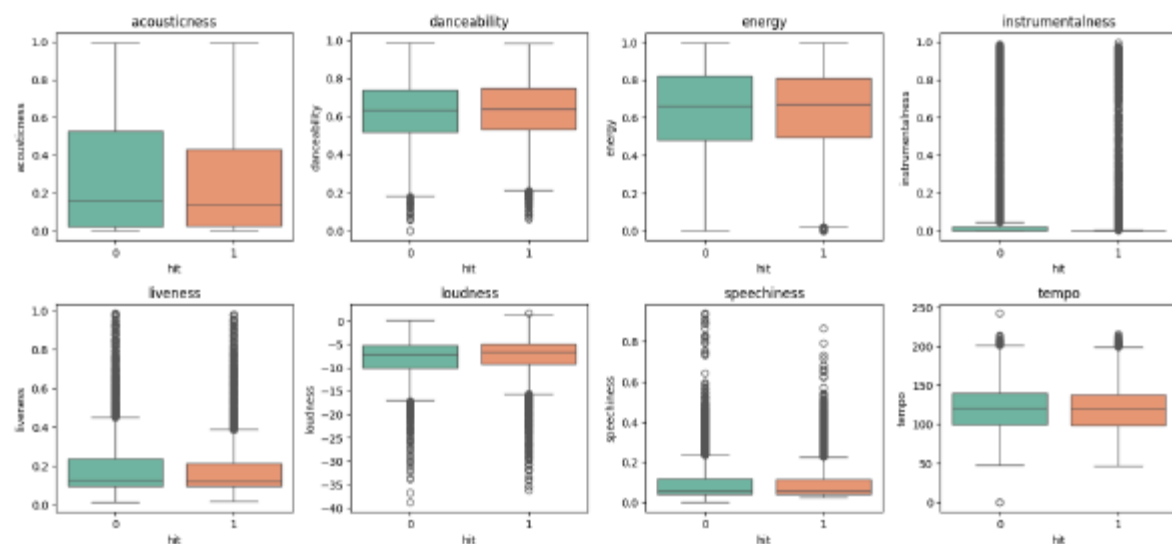 acousticness danceability energy instrumentalness
1.0 1.0 1.0 1.0
0.8 0.8 0.8 0.8
acousticness 0.6 danceability 0.6 energy 0.6 instrumentalness 0.6
0.4 0.4 0.4 0.4
0.2 0.2 0.2 0.2
0.0 0.0 0.0 0.0
0 1 0 1 0 1 0 1
hit hit hit hit
liveness loudness speechiness tempo
1.0 0 0.8 250
0.8 −5 0.6 200
liveness 0.6 loudness −10 speechiness 0.4 tempo 150
0.4 −15 0.2 100
0.2 −20 0.0 50
0.0 −25 0
−30
−35
−40
0 1 0 1 0 1 0 1
hit hit hit hit